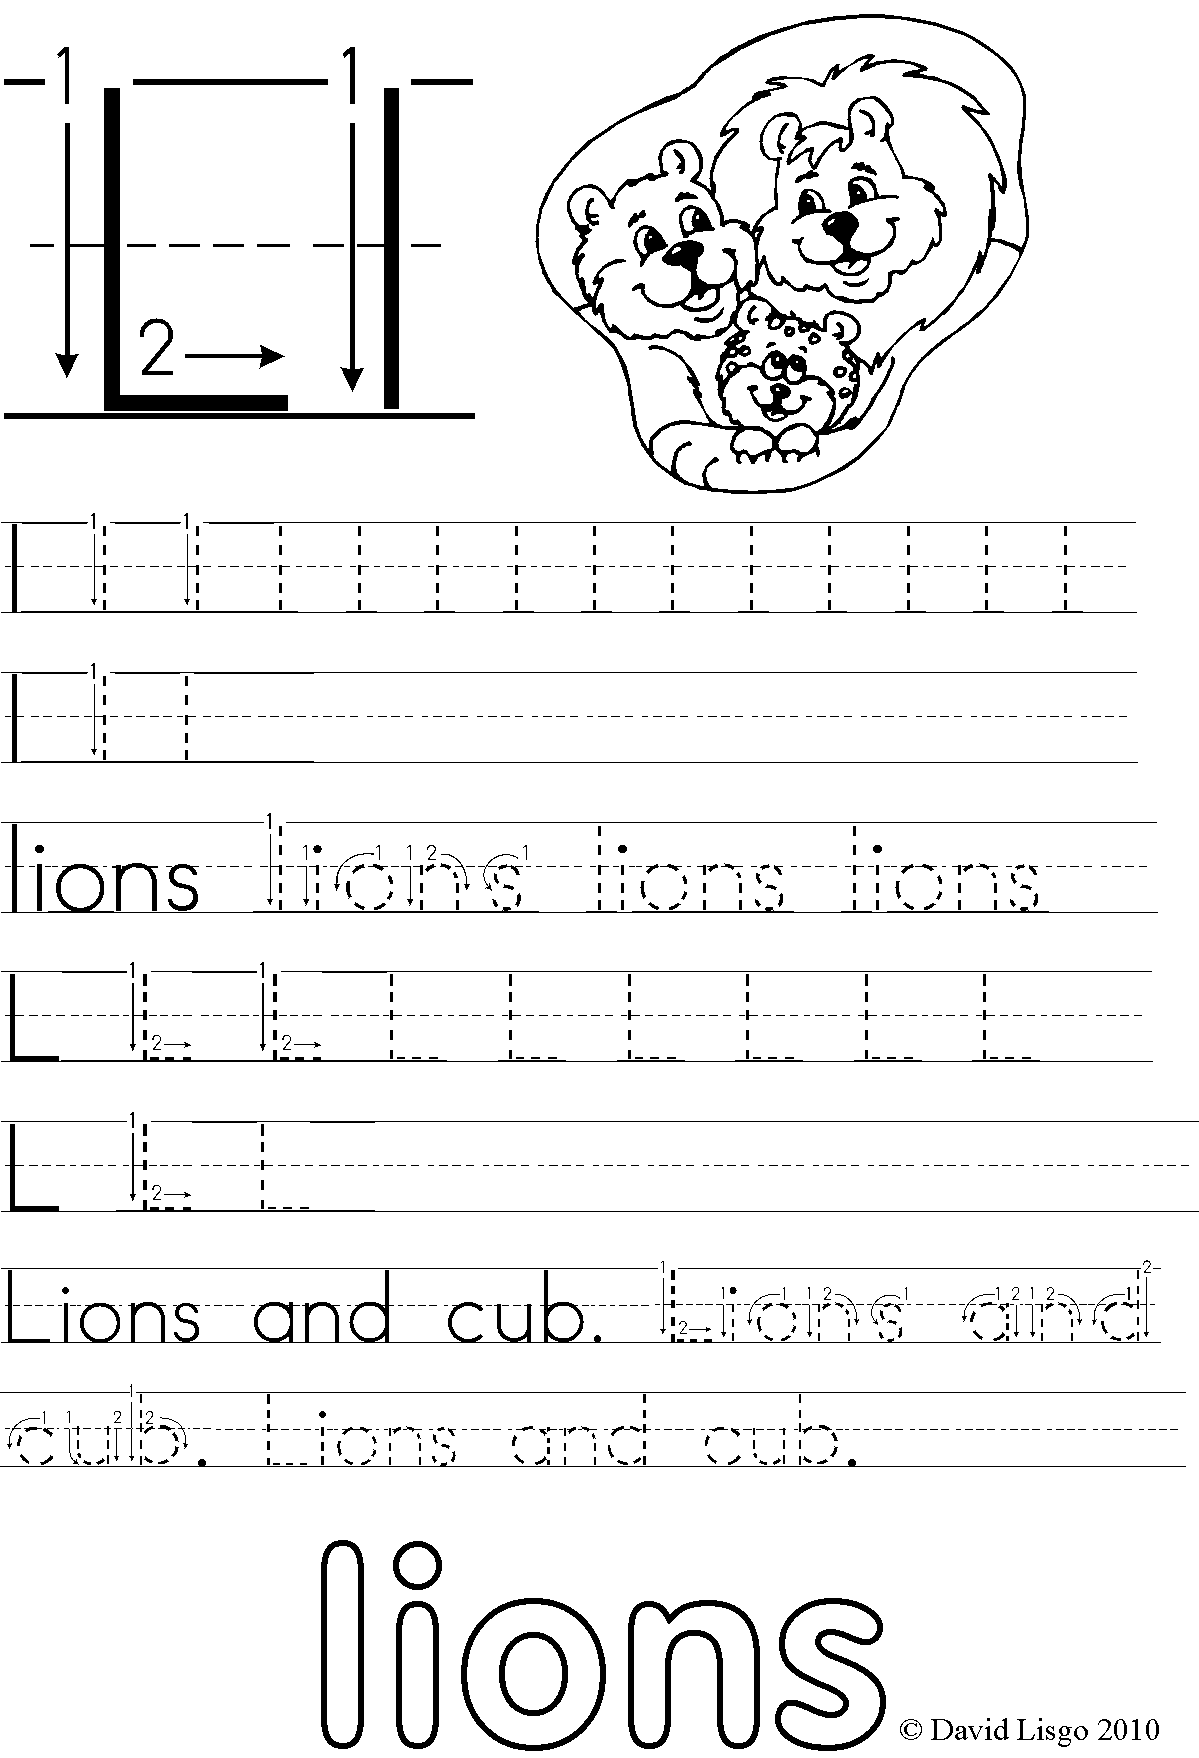 L l
l l l l l l l l l l l l l l
l l l
lions lions lions lions
L L L L L L L L L
L L L
Lions and cub. Lions and
cub. Lions and cub.
lions
© David Lisgo 2010